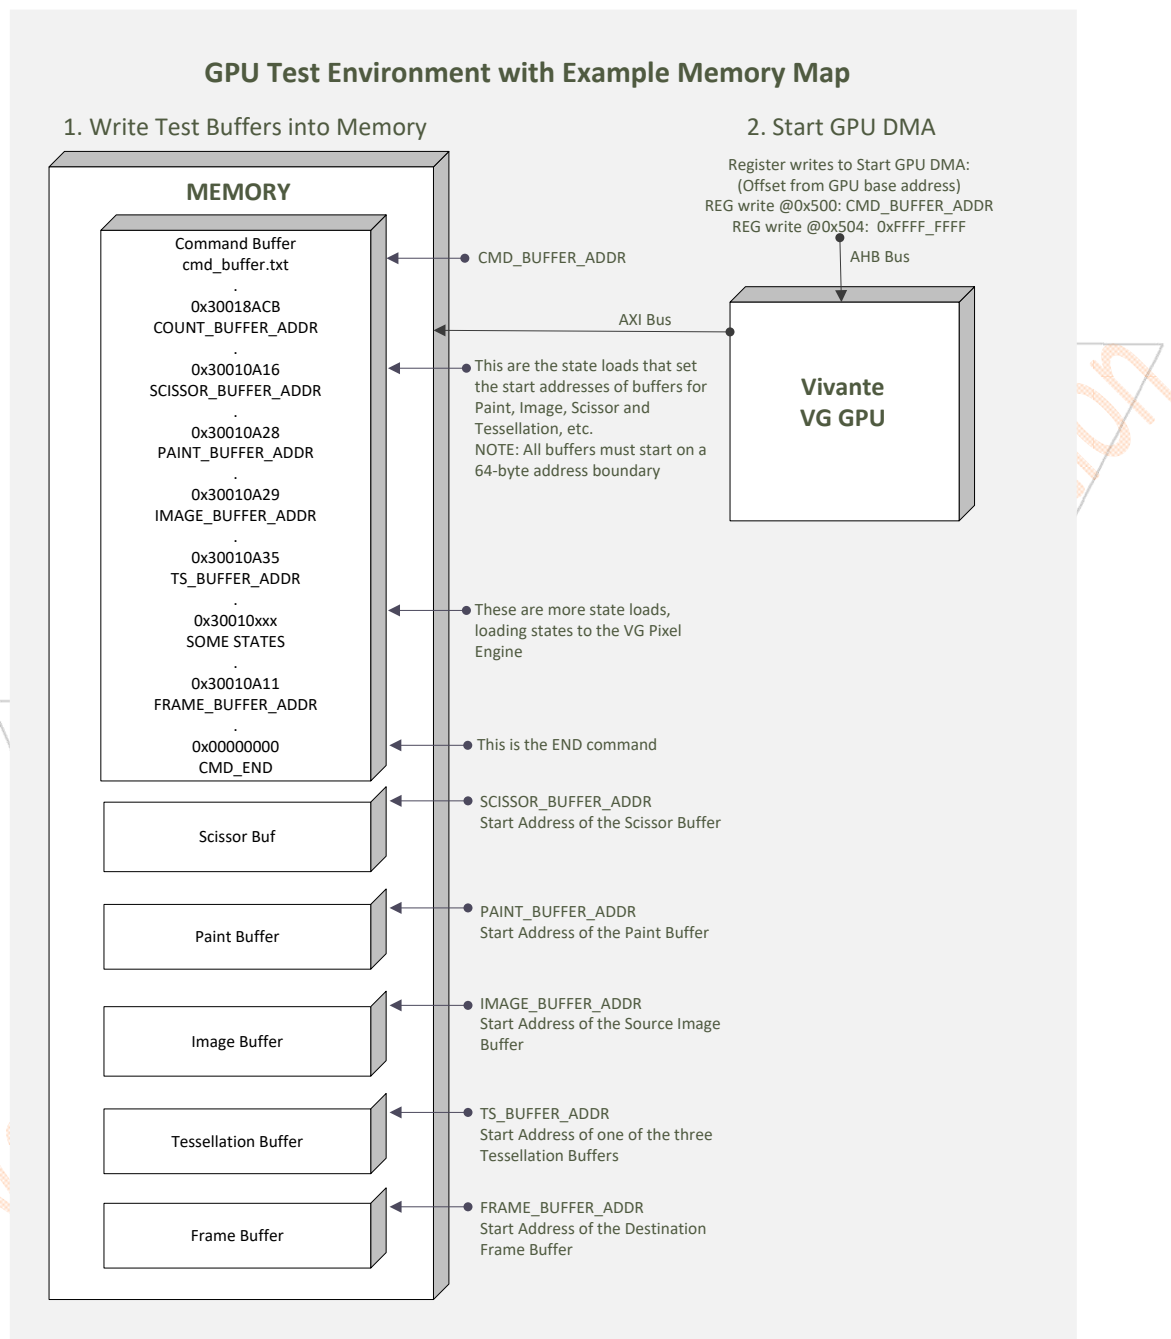 GPU Test Environment with Example Memory Map
1. Write Test Buffers into Memory
2. Start GPU DMA
Register writes to Start GPU DMA:
(Offset from GPU base address)
REG write @0x500: CMD_BUFFER_ADDR
REG write @0x504: 0xFFFF_FFFF
AHB Bus
MEMORY
Command Buffer
cmd_buffer.txt
.
0x30018ACB
COUNT_BUFFER_ADDR
.
0x30010A16
SCISSOR_BUFFER_ADDR
.
0x30010A28
PAINT_BUFFER_ADDR
.
0x30010A29
IMAGE_BUFFER_ADDR
.
0x30010A35
TS_BUFFER_ADDR
.
0x30010xxx
SOME STATES
.
0x30010A11
FRAME_BUFFER_ADDR
.
0x00000000
CMD_END
CMD_BUFFER_ADDR
AXI Bus
Vivante
VG GPU
This are the state loads that set
the start addresses of buffers for
Paint, Image, Scissor and
Tessellation, etc.
NOTE: All buffers must start on a
64-byte address boundary
These are more state loads,
loading states to the VG Pixel
Engine
This is the END command
Scissor Buf
SCISSOR_BUFFER_ADDR
Start Address of the Scissor Buffer
Paint Buffer
PAINT_BUFFER_ADDR
Start Address of the Paint Buffer
Image Buffer
IMAGE_BUFFER_ADDR
Start Address of the Source Image
Buffer
Tessellation Buffer
TS_BUFFER_ADDR
Start Address of one of the three
Tessellation Buffers
Frame Buffer
FRAME_BUFFER_ADDR
Start Address of the Destination
Frame Buffer